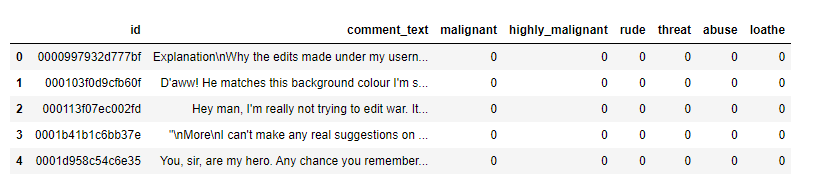 id comment_text malignant highly_malignant rude threat abuse loathe
0 0000997932d777bf Explanation\nWhy the edits made under my usern... 0 0 0 0 0 0
1 000103f0d9cfb60f D'aww! He matches this background colour I'm s... 0 0 0 0 0 0
2 000113f07ec002fd Hey man, I'm really not trying to edit war. It... 0 0 0 0 0 0
3 0001b41b1c6bb37e "\nMore\nI can't make any real suggestions on ... 0 0 0 0 0 0
4 0001d958c54c6e35 You, sir, are my hero. Any chance you remember... 0 0 0 0 0 0